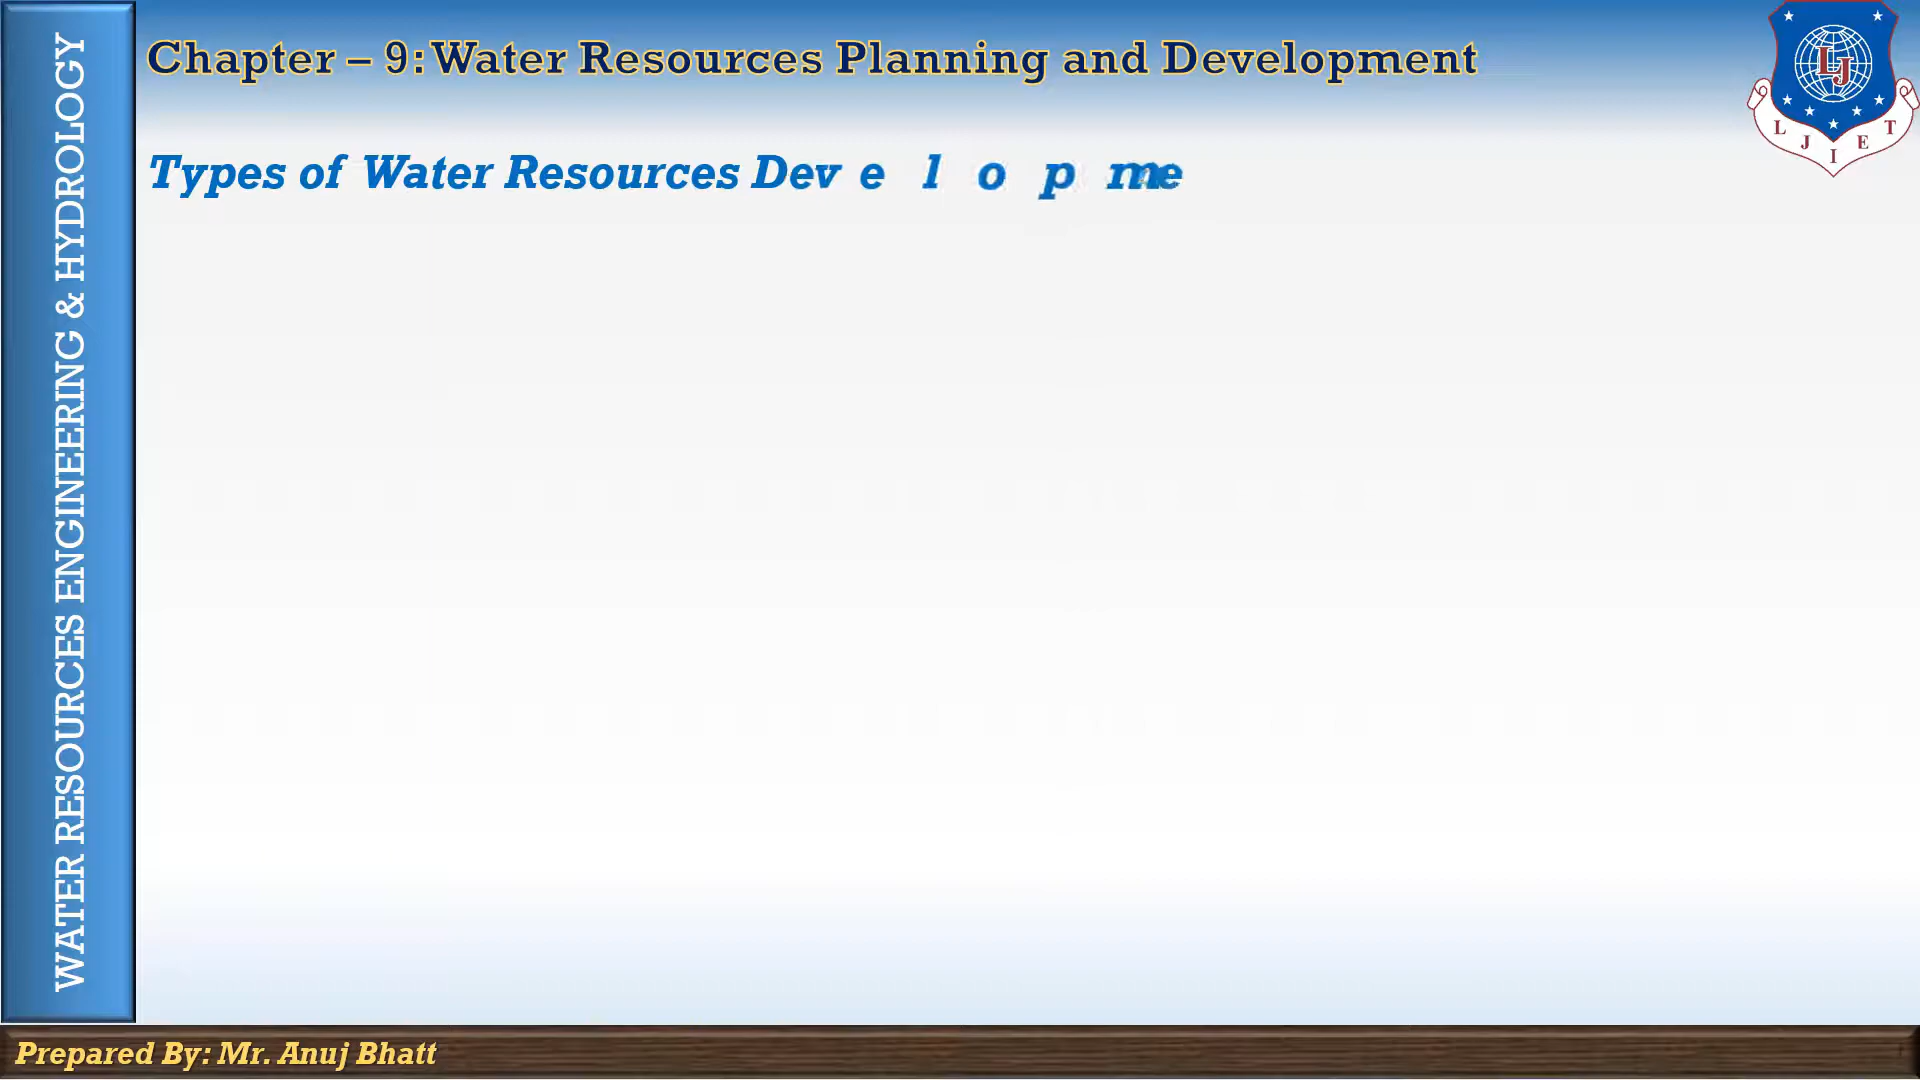 Chapter – 9: Water Resources Planning and Development
Types of Water Resources Dev e l o p me
WATER RESOURCES ENGINEERING & HYDROLOGY
LJ
L J I E T
Prepared By: Mr. Anuj Bhatt